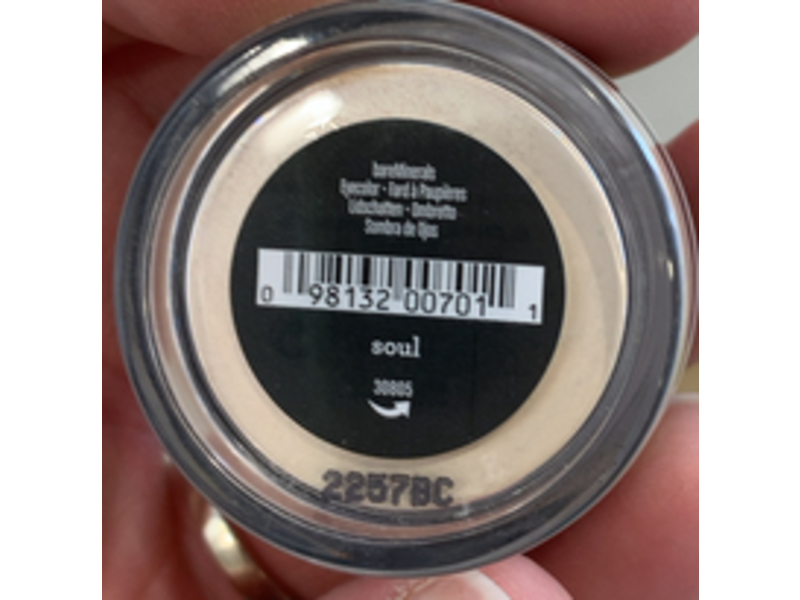 bareMinerals
Eyecolor • Fard à Paupières
Lidschatten • Ombretto
Sombra de Ojos
0 98132 00701 1
soul
30805
2257BC